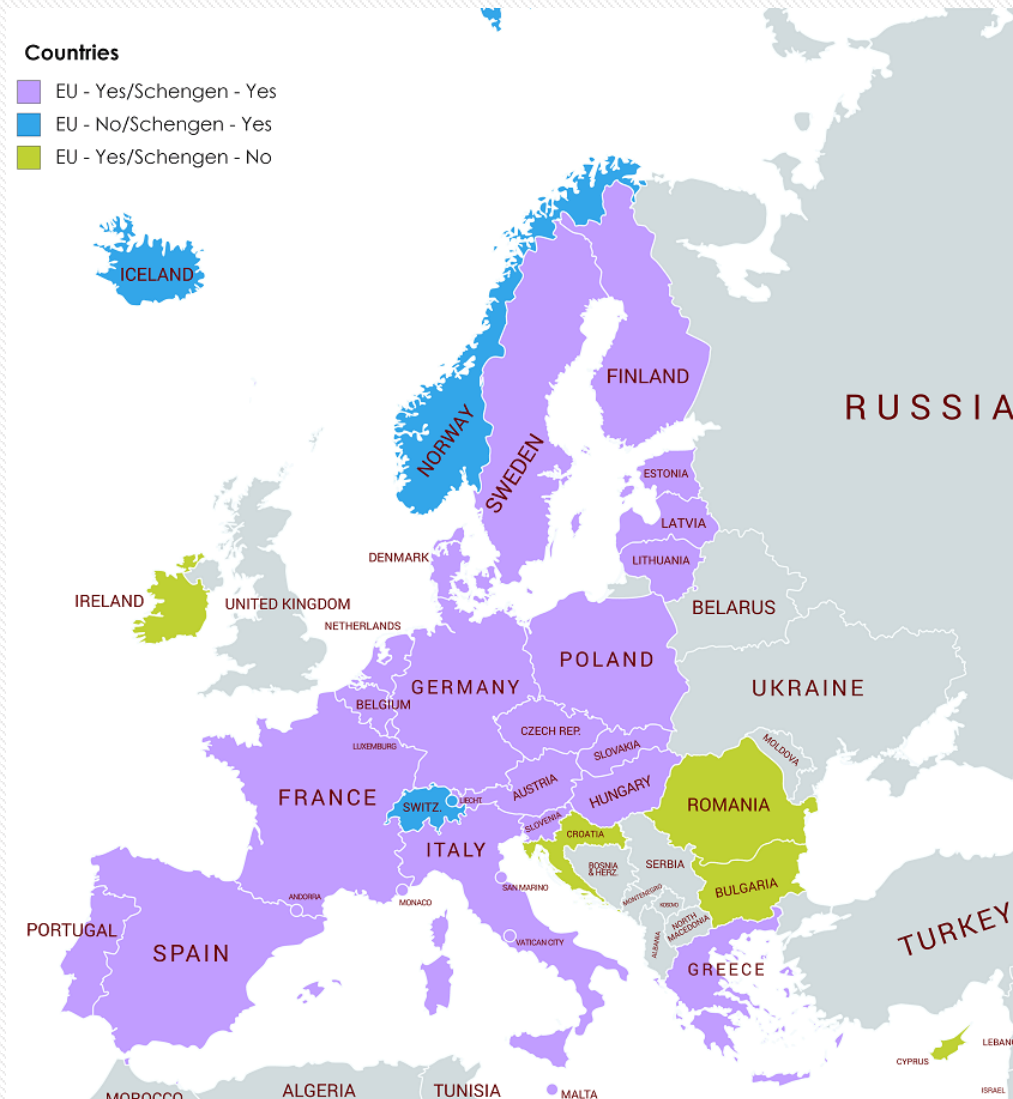 Countries
EU - Yes/Schengen - Yes
EU - No/Schengen - Yes
EU - Yes/Schengen - No
ICELAND
FINLAND
RUSSIA
NORWAY
SWEDEN
ESTONIA
LATVIA
DENMARK
LITHUANIA
IRELAND
UNITED KINGDOM
BELARUS
NETHERLANDS
POLAND
GERMANY
UKRAINE
BELGIUM
CZECH REP.
LUXEMBURG
SLOVAKIA
MOLDOVA
AUSTRIA
HUNGARY
FRANCE
SWITZ.
LIECHT
ROMANIA
SLOVENIA
CROATIA
ITALY
BOSNIA
& HERZ.
SERBIA
SAN MARINO
BULGARIA
MONTENEGRO
KOSOVO
ANDORRA
MONACO
NORTH
MACEDONIA
PORTUGAL
SPAIN
VATICAN CITY
ALBANIA
TURKEY
GREECE
CYPRUS
LEBAN
MOROCCO
ALGERIA
TUNISIA
MALTA
ISRAEL